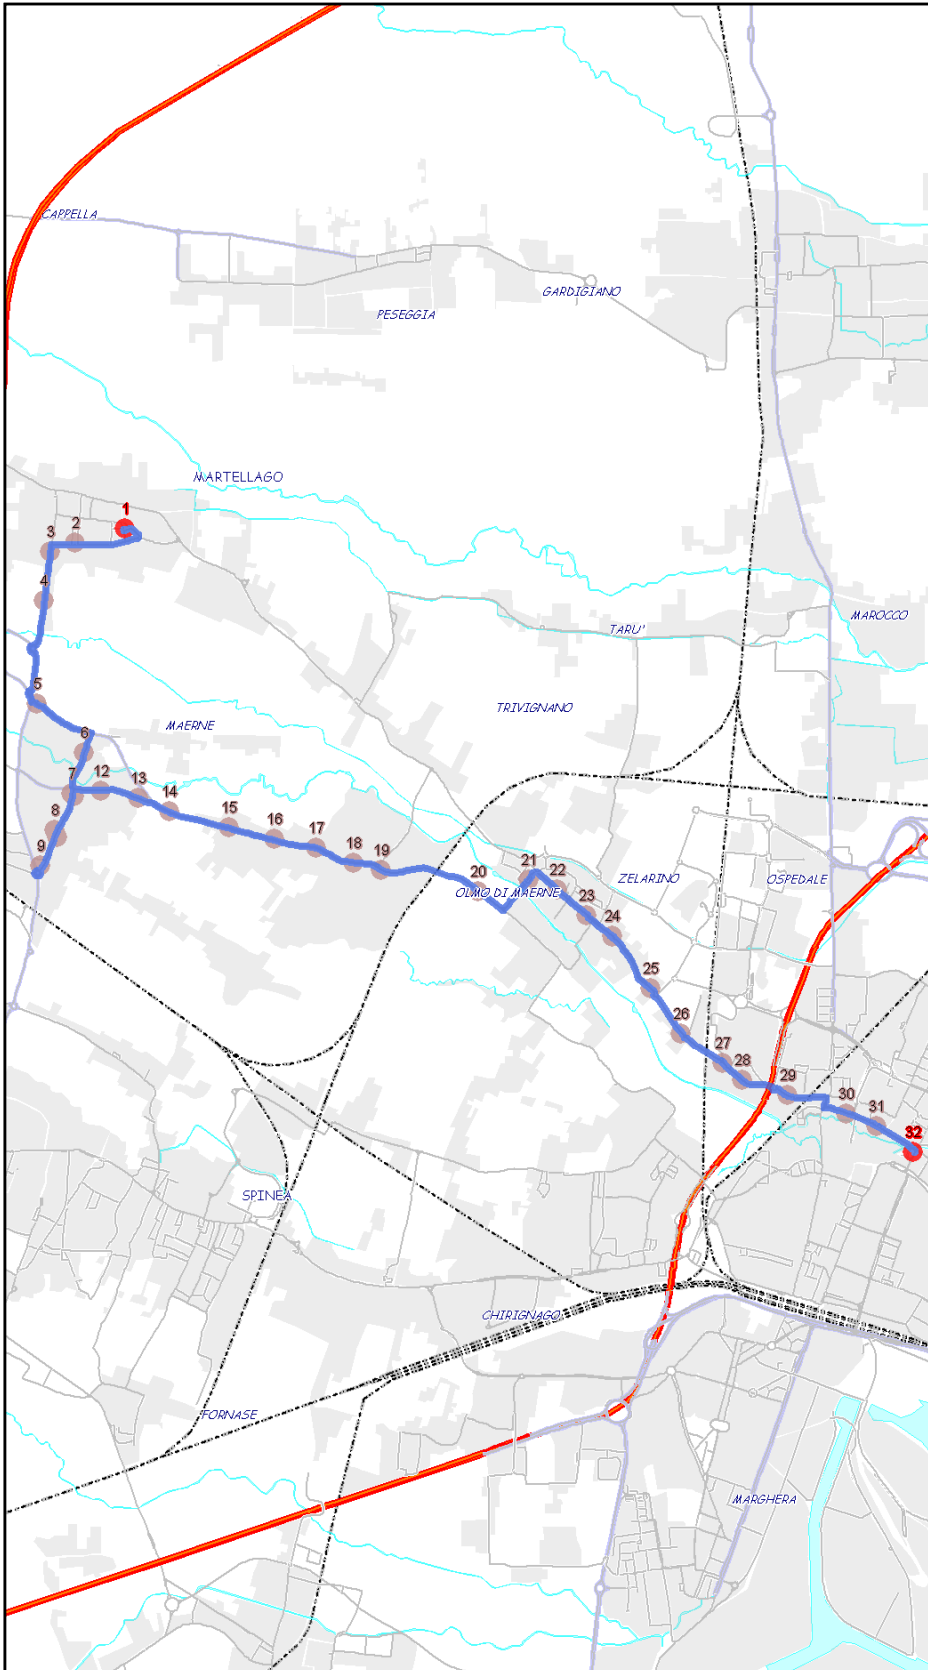 CAPPELLA
GARDIGIANO
PESEGGIA
MARTELLAGO
1
2
3
4
MAROCCO
TARU'
5
TRIVIGNANO
MAERNE
6
7
12
13
14
8
15
16
17
9
18
19
20
21
22
ZELARINO
OSPEDALE
OLMO DI MAERNE
23
24
25
26
27
28
29
30
31
32
SPINEA
CHIRIGNAGO
FORNASE
MARGHERA